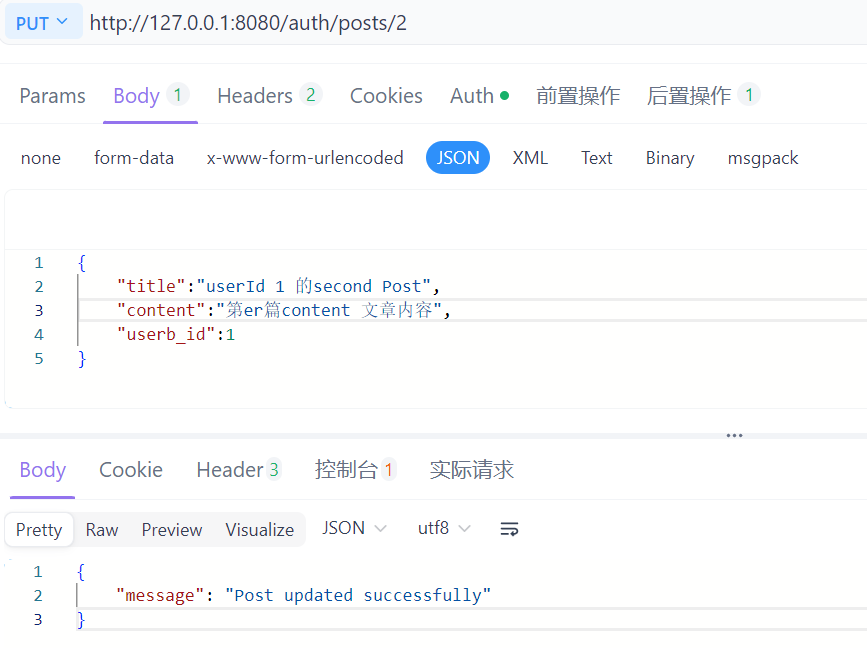 PUT http://127.0.0.1:8080/auth/posts/2
Params Body 1 Headers 2 Cookies Auth 前置操作 后置操作 1
none form-data x-www-form-urlencoded JSON XML Text Binary msgpack
1 {
2 "title":"userId 1 的second Post",
3 "content":"第er篇content 文章内容",
4 "userb_id":1
5 }
Body Cookie Header 3 控制台 1 实际请求
Pretty Raw Preview Visualize JSON utf8
1 {
2 "message": "Post updated successfully"
3 }